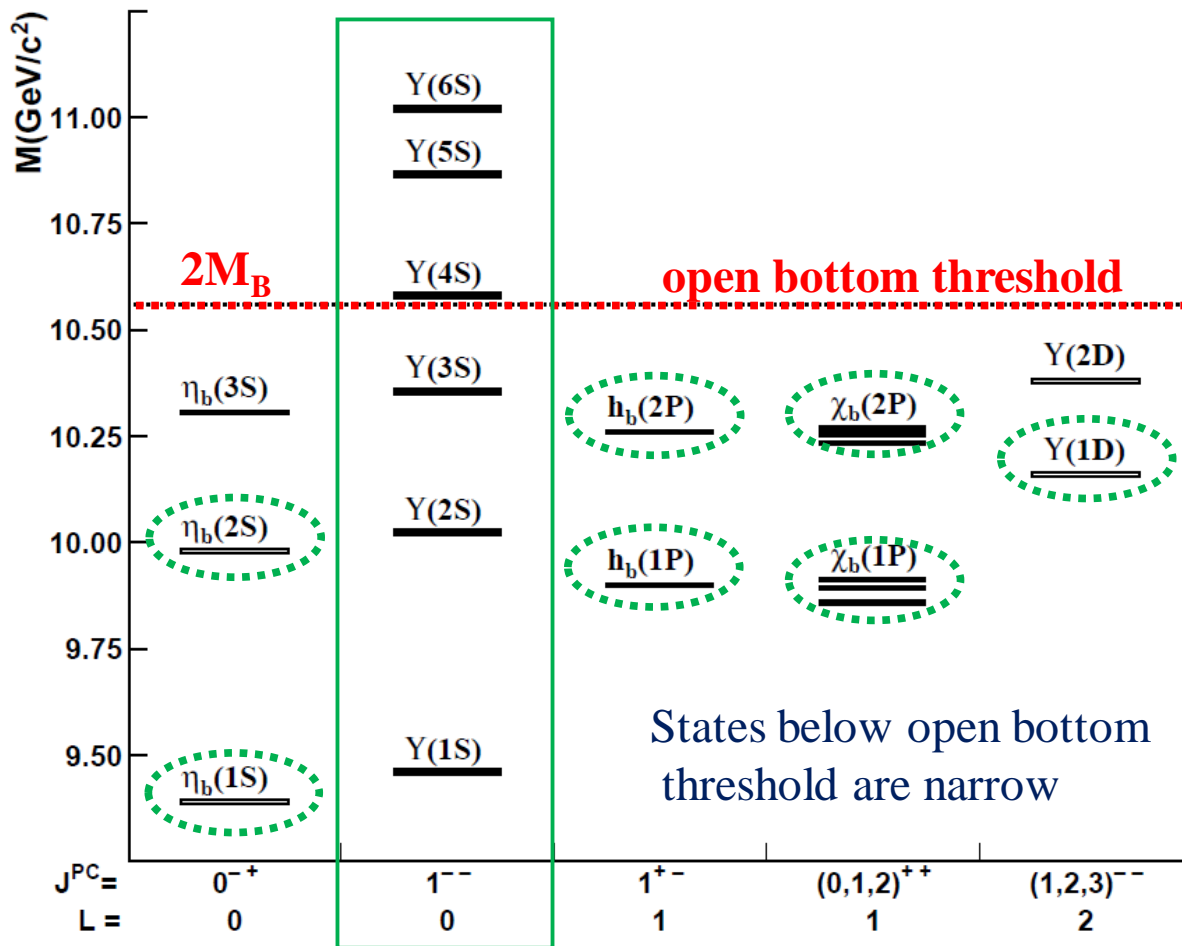 M(GeV/c²)
11.00
10.75
10.50
10.25
10.00
9.75
9.50
2M_B
open bottom threshold
η_b(3S)
η_b(2S)
η_b(1S)
Υ(6S)
Υ(5S)
Υ(4S)
Υ(3S)
Υ(2S)
Υ(1S)
h_b(2P)
h_b(1P)
χ_b(2P)
χ_b(1P)
Υ(2D)
Υ(1D)
States below open bottom
threshold are narrow
J^PC= 0⁻⁺ 1⁻⁻ 1⁺⁻ (0,1,2)⁺⁺ (1,2,3)⁻⁻
L = 0 0 1 1 2